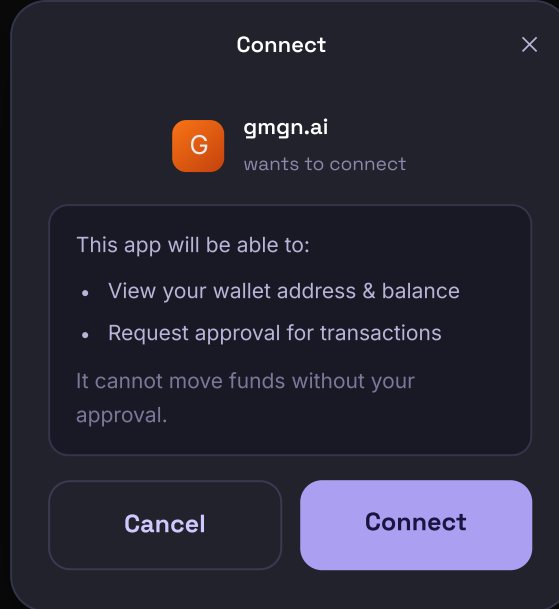 Connect
G
gmgn.ai
wants to connect
This app will be able to:
• View your wallet address & balance
• Request approval for transactions
It cannot move funds without your
approval.
Cancel
Connect